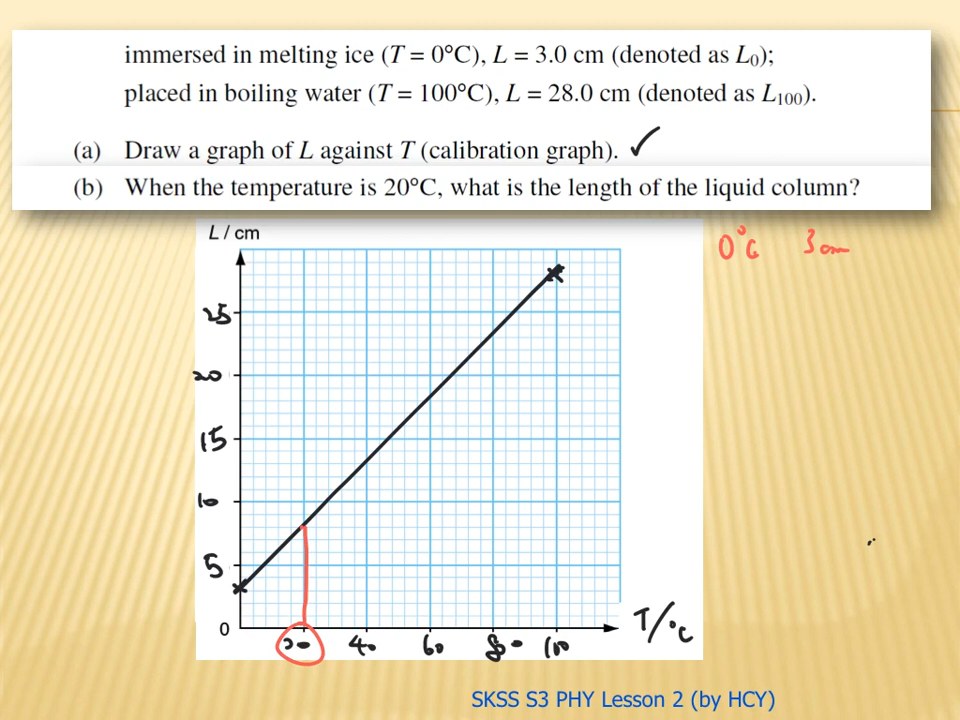 immersed in melting ice (T = 0°C), L = 3.0 cm (denoted as L₀);
placed in boiling water (T = 100°C), L = 28.0 cm (denoted as L₁₀₀).
(a) Draw a graph of L against T (calibration graph). ✓
(b) When the temperature is 20°C, what is the length of the liquid column?
L / cm
0°C 3 cm
25
20
15
10
5
0
20 40 60 80 100
T/°C
SKSS S3 PHY Lesson 2 (by HCY)